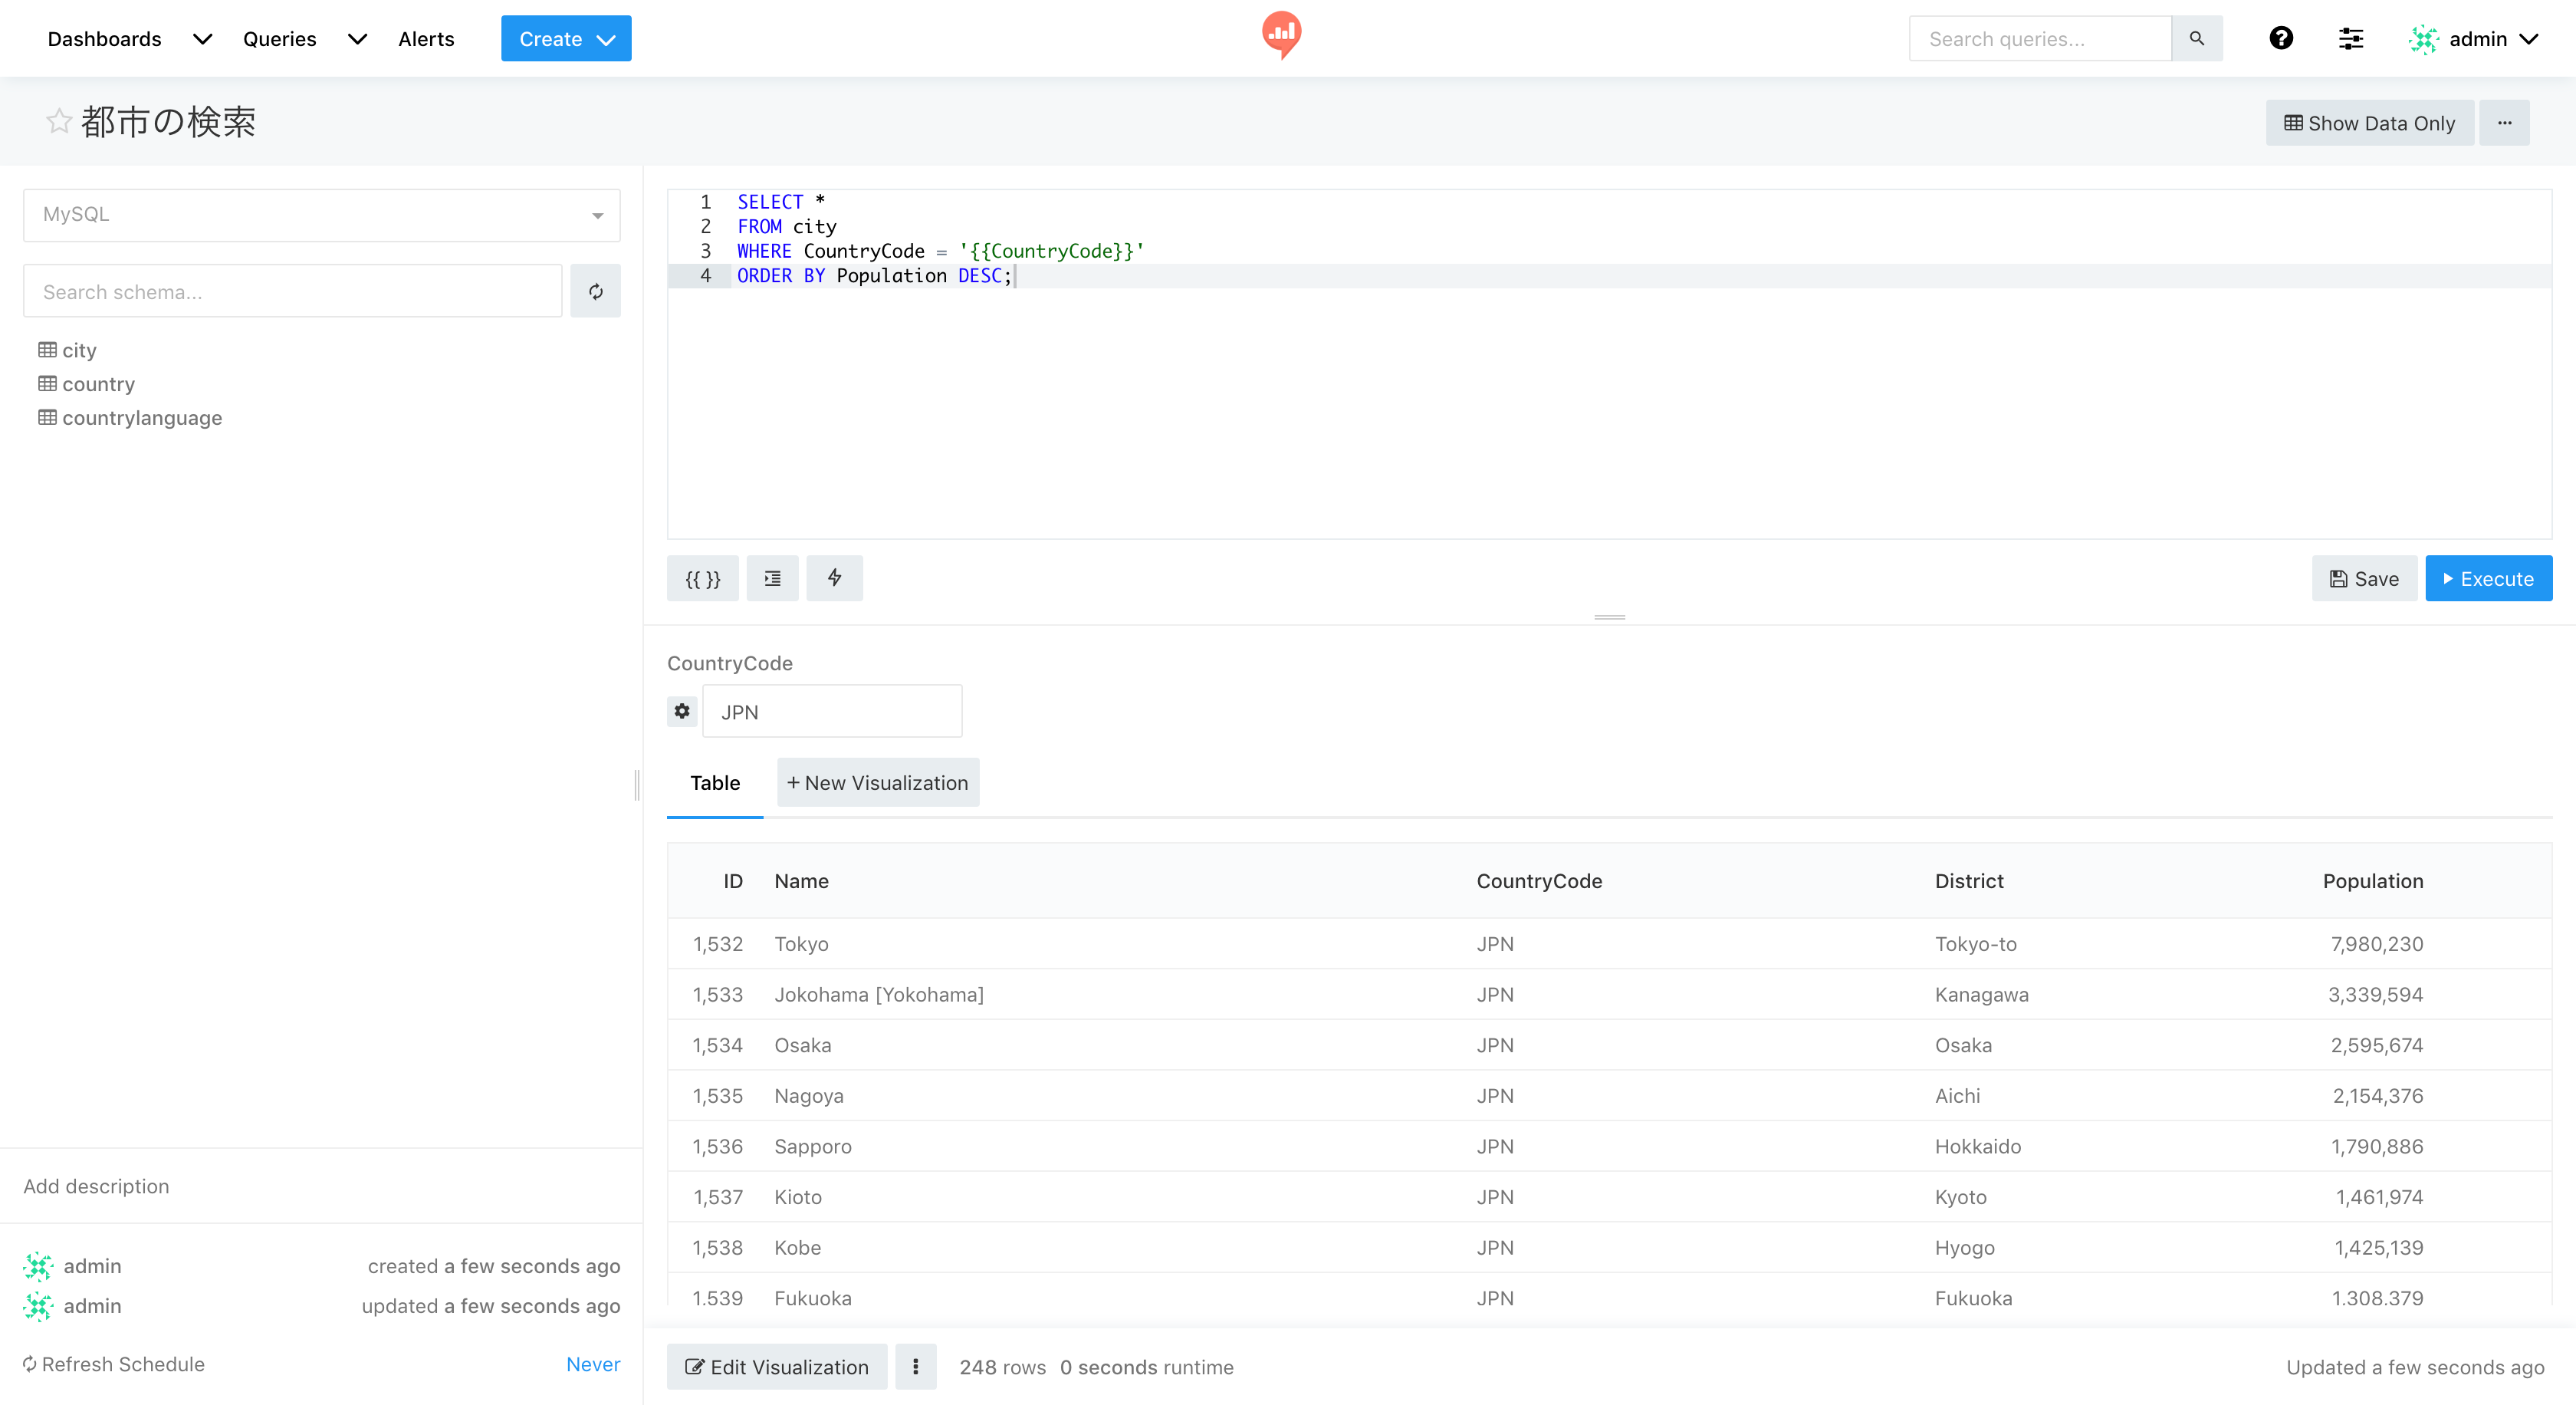 Dashboards Queries Alerts Create Search queries... admin
都市の検索 Show Data Only ...
MySQL
Search schema...
city
country
countrylanguage
Add description
admin created a few seconds ago
admin updated a few seconds ago
Refresh Schedule Never
1 SELECT *
2 FROM city
3 WHERE CountryCode = '{{CountryCode}}'
4 ORDER BY Population DESC;
{{ }} Save Execute
CountryCode
JPN
Table + New Visualization
ID Name CountryCode District Population
1,532 Tokyo JPN Tokyo-to 7,980,230
1,533 Jokohama [Yokohama] JPN Kanagawa 3,339,594
1,534 Osaka JPN Osaka 2,595,674
1,535 Nagoya JPN Aichi 2,154,376
1,536 Sapporo JPN Hokkaido 1,790,886
1,537 Kioto JPN Kyoto 1,461,974
1,538 Kobe JPN Hyogo 1,425,139
1,539 Fukuoka JPN Fukuoka 1,308,379
Edit Visualization 248 rows 0 seconds runtime Updated a few seconds ago